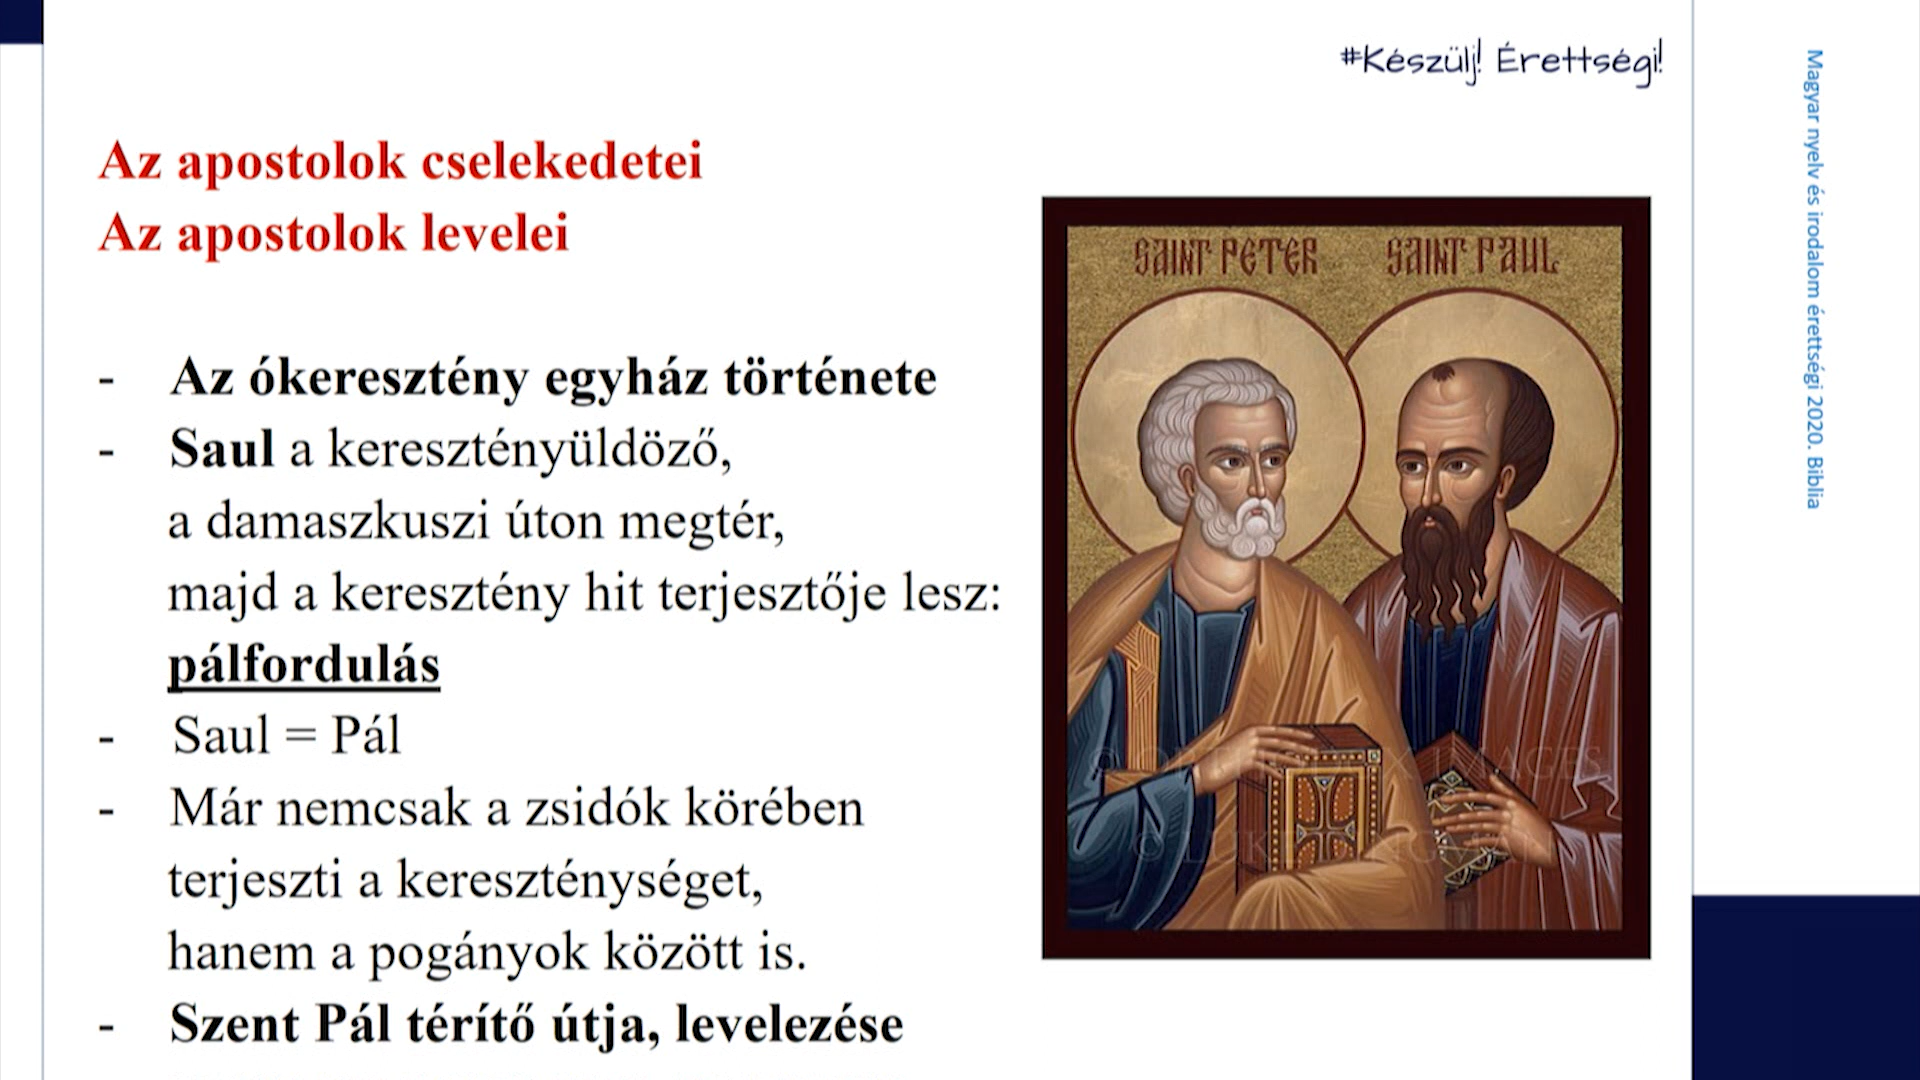 #Készülj! Érettségi!
Az apostolok cselekedetei
Az apostolok levelei
- Az ókeresztény egyház története
- Saul a keresztényüldöző,
a damaszkuszi úton megtér,
majd a keresztény hit terjesztője lesz:
pálfordulás
- Saul = Pál
- Már nemcsak a zsidók körében
terjeszti a kereszténységet,
hanem a pogányok között is.
- Szent Pál térítő útja, levelezése
SAINT PETER SAINT PAUL
Magyar nyelv és irodalom érettségi 2020. Biblia